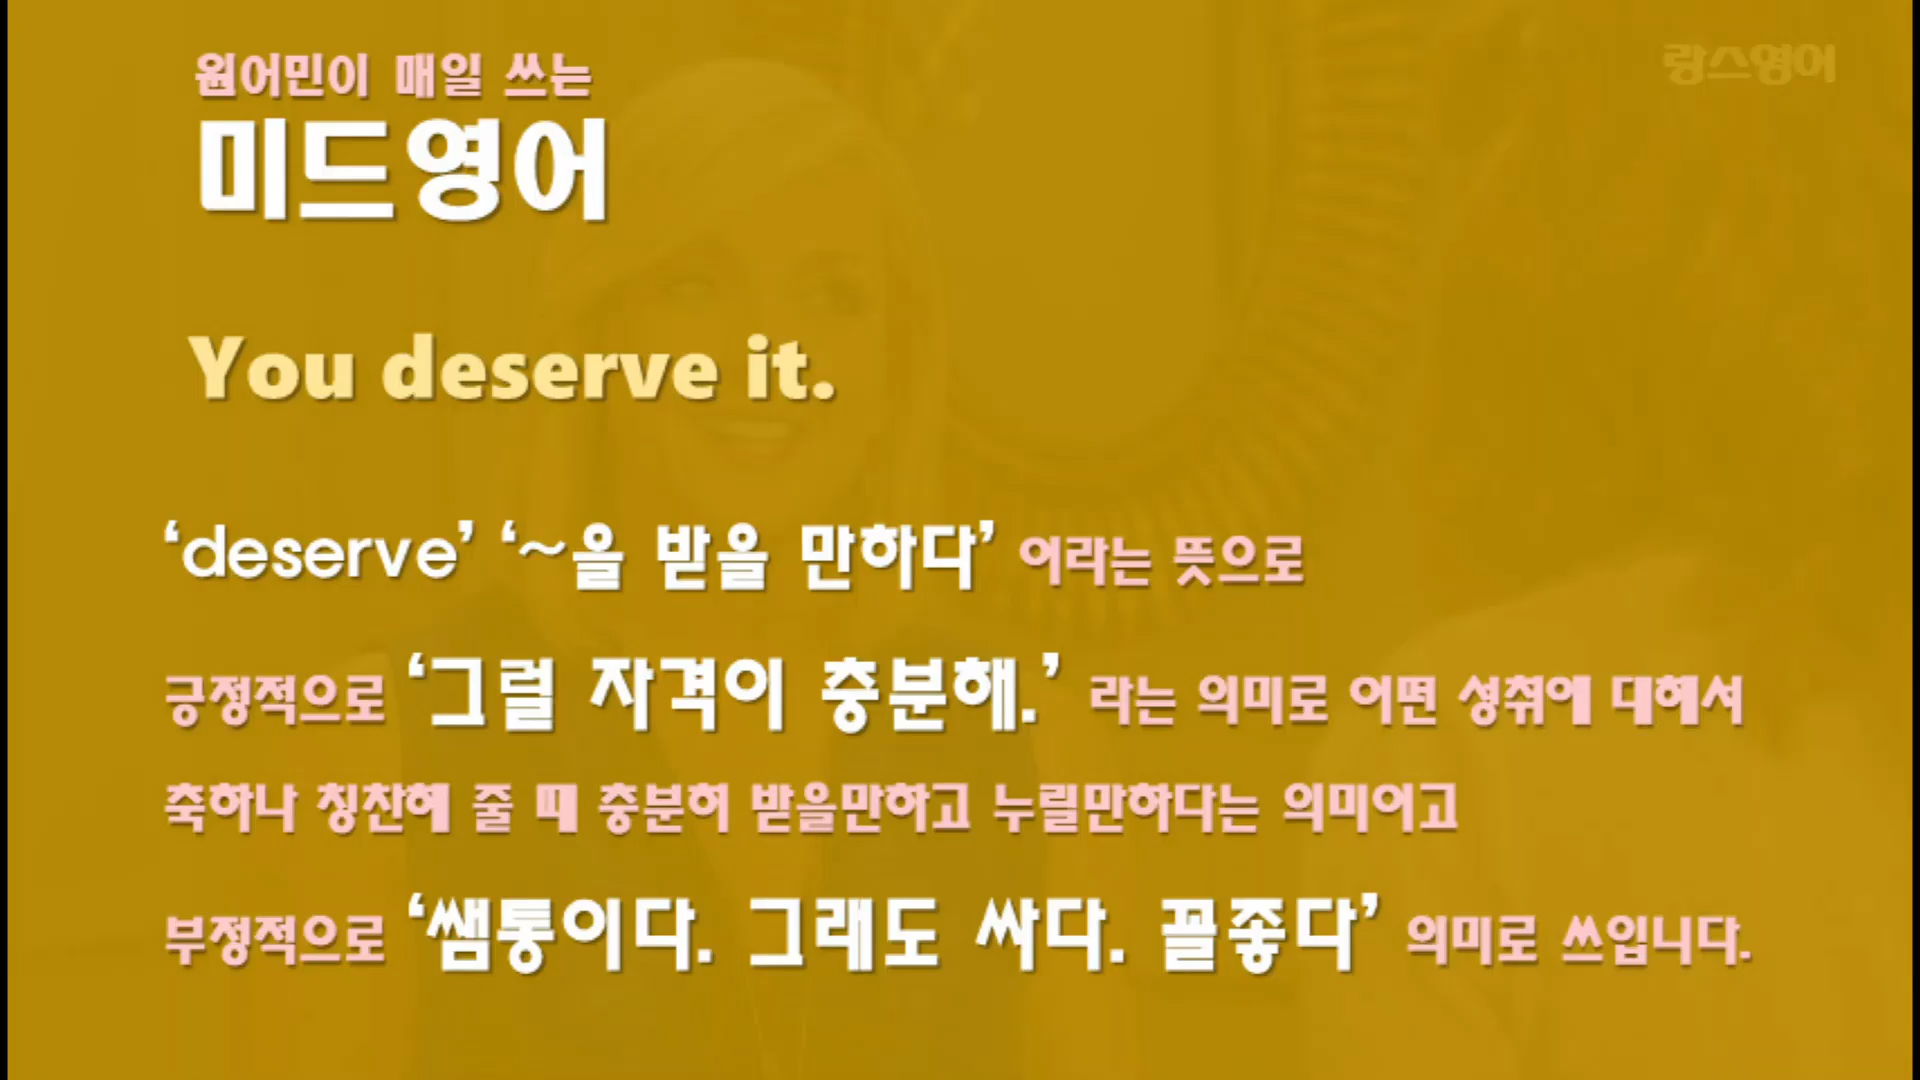 원어민이 매일 쓰는
랑스영어
미드영어
You deserve it.
‘deserve’ ‘~을 받을 만하다’ 이라는 뜻으로
긍정적으로 ‘그럴 자격이 충분해.’ 라는 의미로 어떤 성취에 대해서
축하나 칭찬해 줄 때 충분히 받을만하고 누릴만하다는 의미이고
부정적으로 ‘쌤통이다. 그래도 싸다. 꼴좋다’ 의미로 쓰입니다.